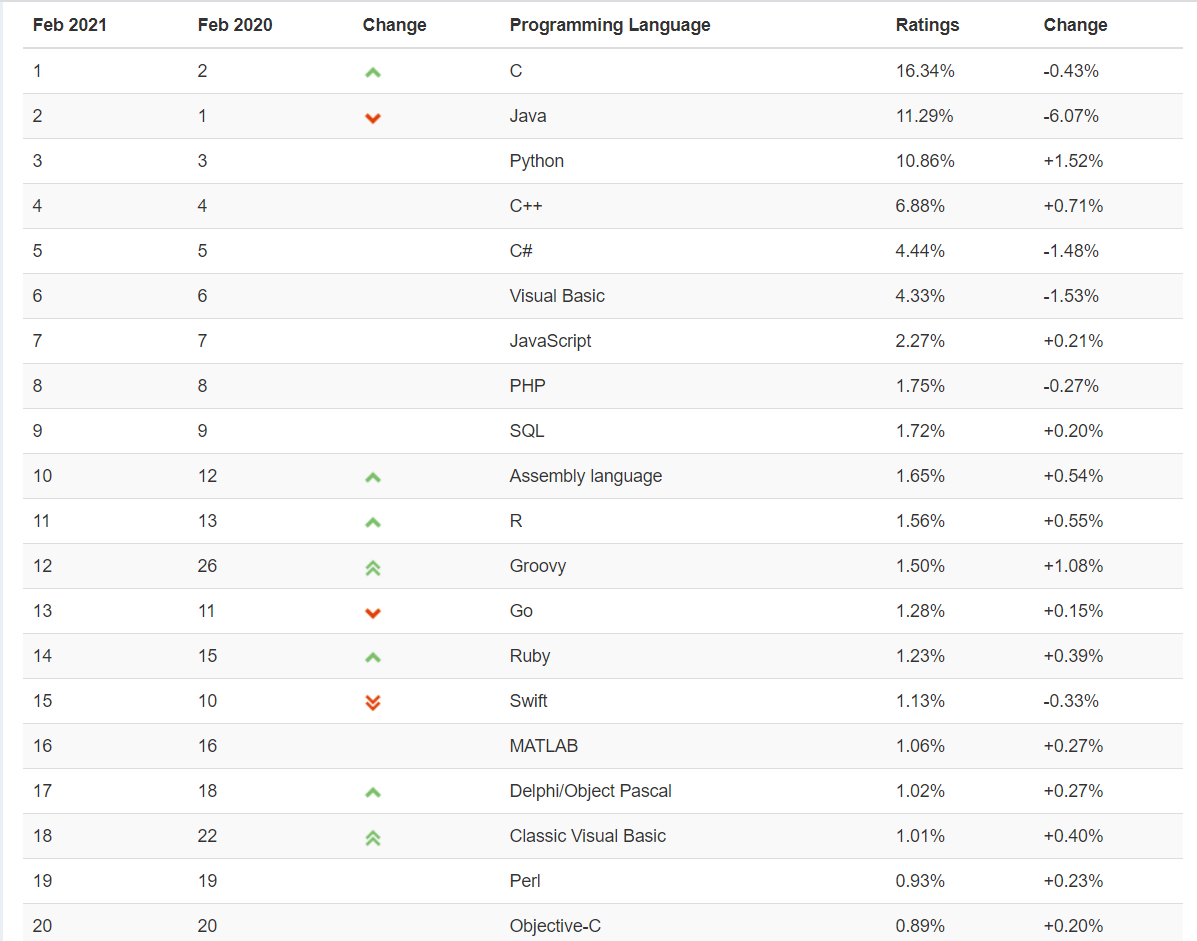 Feb 2021 Feb 2020 Change Programming Language Ratings Change
1 2 C 16.34% -0.43%
2 1 Java 11.29% -6.07%
3 3 Python 10.86% +1.52%
4 4 C++ 6.88% +0.71%
5 5 C# 4.44% -1.48%
6 6 Visual Basic 4.33% -1.53%
7 7 JavaScript 2.27% +0.21%
8 8 PHP 1.75% -0.27%
9 9 SQL 1.72% +0.20%
10 12 Assembly language 1.65% +0.54%
11 13 R 1.56% +0.55%
12 26 Groovy 1.50% +1.08%
13 11 Go 1.28% +0.15%
14 15 Ruby 1.23% +0.39%
15 10 Swift 1.13% -0.33%
16 16 MATLAB 1.06% +0.27%
17 18 Delphi/Object Pascal 1.02% +0.27%
18 22 Classic Visual Basic 1.01% +0.40%
19 19 Perl 0.93% +0.23%
20 20 Objective-C 0.89% +0.20%